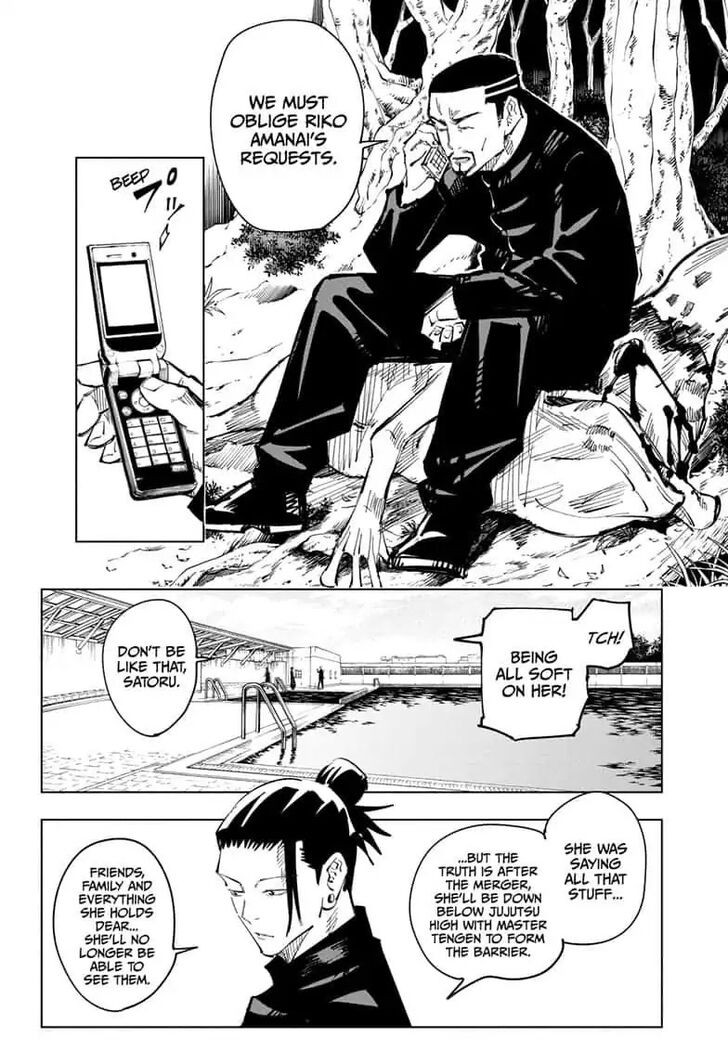 WE MUST
OBLIGE RIKO
AMANAI'S
REQUESTS.
BEEP
プ
TCH!
BEING
ALL SOFT
ON HER!
DON'T BE
LIKE THAT,
SATORU.
SHE WAS
SAYING
ALL THAT
STUFF...
...BUT THE
TRUTH IS AFTER
THE MERGER,
SHE'LL BE DOWN
BELOW JUJUTSU
HIGH WITH MASTER
TENGEN TO FORM
THE BARRIER.
FRIENDS,
FAMILY AND
EVERYTHING
SHE HOLDS
DEAR...
SHE'LL NO
LONGER BE
ABLE TO
SEE THEM.